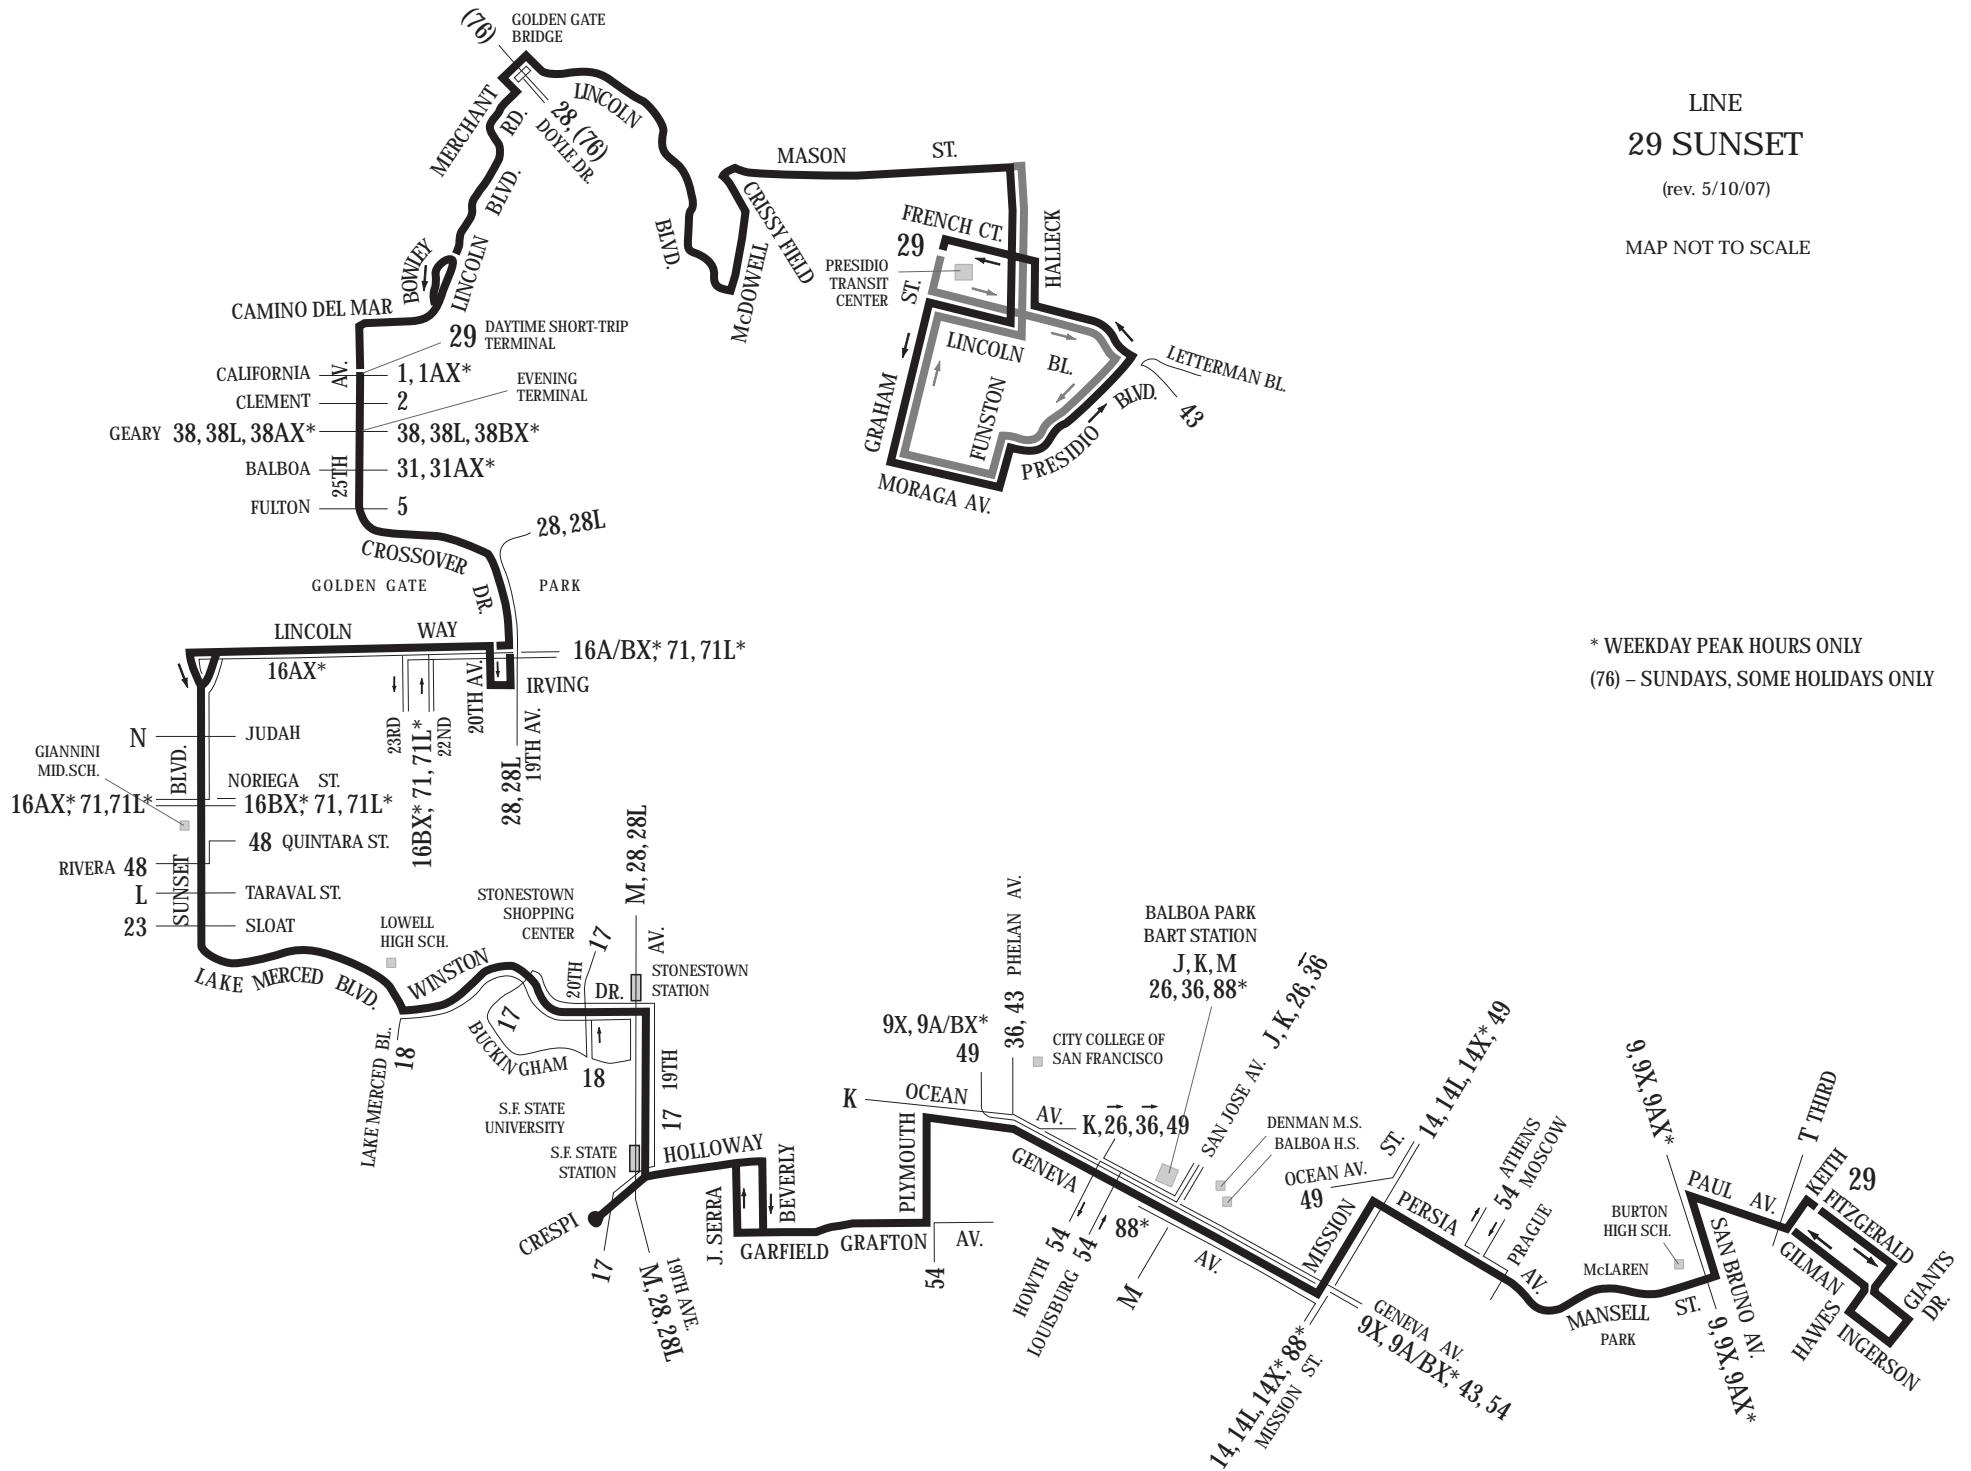 (76)
GOLDEN GATE
BRIDGE
MERCHANT
RD.
LINCOLN
28, (76)
DOYLE DR.
BLVD.
BLVD.
MASON ST.
CRISSY FIELD
McDOWELL
LINE
29 SUNSET
(rev. 5/10/07)
MAP NOT TO SCALE
FRENCH CT.
29
PRESIDIO
TRANSIT
CENTER
ST.
HALLECK
LINCOLN BL.
GRAHAM
FUNSTON
MORAGA AV.
PRESIDIO
BLVD.
LETTERMAN BL.
43
BOWLEY
LINCOLN
CAMINO DEL MAR
29 DAYTIME SHORT-TRIP
TERMINAL
AV.
CALIFORNIA
1, 1AX*
EVENING
TERMINAL
CLEMENT
2
GEARY 38, 38L, 38AX*
38, 38L, 38BX*
BALBOA
31, 31AX*
25TH
FULTON
5
CROSSOVER
DR.
28, 28L
GOLDEN GATE PARK
LINCOLN WAY
16A/BX*, 71, 71L*
16AX*
20TH AV.
IRVING
23RD
22ND
16BX*, 71, 71L*
28, 28L
19TH AV.
* WEEKDAY PEAK HOURS ONLY
(76) – SUNDAYS, SOME HOLIDAYS ONLY
N
JUDAH
GIANNINI
MID.SCH.
BLVD.
NORIEGA ST.
16AX*, 71,71L*
16BX*, 71, 71L*
48 QUINTARA ST.
RIVERA 48
L
TARAVAL ST.
SUNSET
23
SLOAT
LAKE MERCED BLVD.
LOWELL
HIGH SCH.
WINSTON
DR.
STONESTOWN
SHOPPING
CENTER
17
20TH
M, 28, 28L
AV.
STONESTOWN
STATION
LAKE MERCED BL.
18
17
BUCKINGHAM
18
19TH
17
S.F. STATE
UNIVERSITY
S.F. STATE
STATION
HOLLOWAY
CRESPI
17
M, 28, 28L
19TH AVE.
J. SERRA
BEVERLY
GARFIELD
GRAFTON
AV.
54
PLYMOUTH
K
OCEAN
AV.
9X, 9A/BX*
49
36, 43
PHELAN AV.
CITY COLLEGE OF
SAN FRANCISCO
K, 26, 36, 49
BALBOA PARK
BART STATION
J, K, M
26, 36, 88*
SAN JOSE AV.
J, K, 26, 36
GENEVA
AV.
HOWTH 54
LOUISBURG 54
88*
M
DENMAN M.S.
BALBOA H.S.
OCEAN AV.
49
ST.
14, 14L, 14X*, 49
MISSION
14, 14L, 14X*, 88*
MISSION ST.
GENEVA AV.
9X, 9A/BX*, 43, 54
PERSIA
AV.
54
ATHENS
MOSCOW
PRAGUE
McLAREN
MANSELL
ST.
PARK
BURTON
HIGH SCH.
9, 9X, 9AX*
SAN BRUNO AV.
9, 9X, 9AX*
PAUL AV.
T THIRD
KEITH
29
FITZGERALD
GILMAN
HAWES
INGERSON
GIANTS
DR.